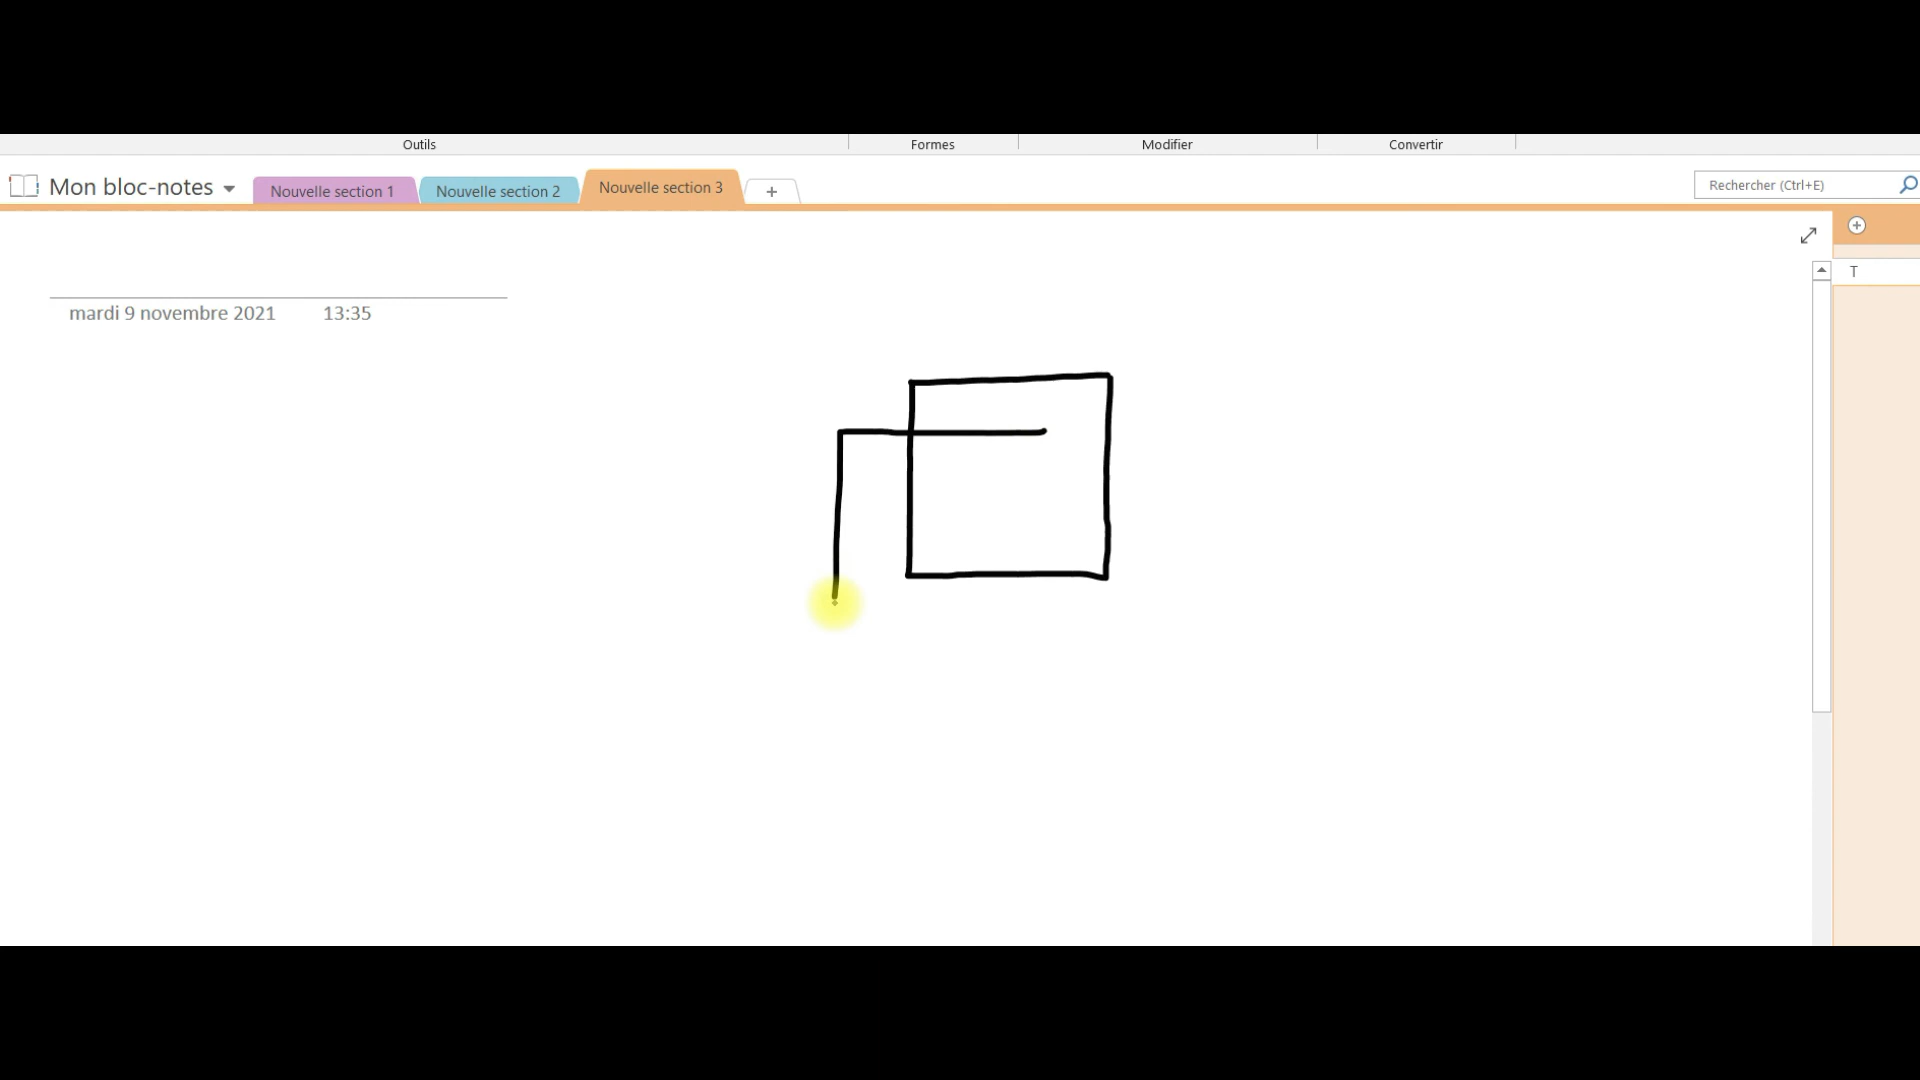 Outils Formes Modifier Convertir
Mon bloc-notes Nouvelle section 1 Nouvelle section 2 Nouvelle section 3 + Rechercher (Ctrl+E)
T
mardi 9 novembre 2021 13:35